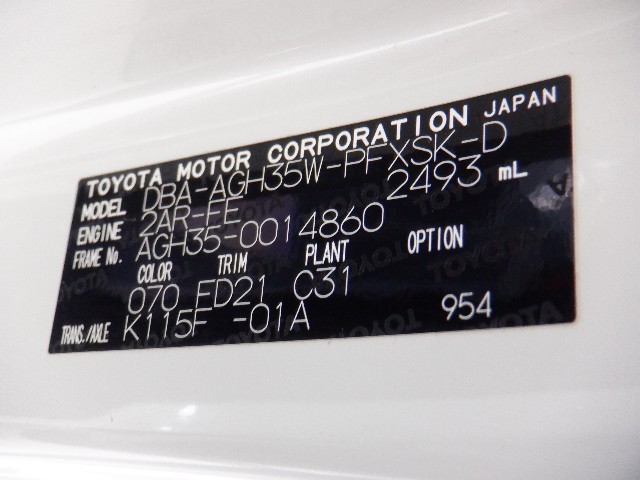 TOYOTA MOTOR CORPORATION JAPAN
MODEL DBA-AGH35W-PFXSK-D
ENGINE 2AR-FE 2493 mL
FRAME No. AGH35-0014860
COLOR TRIM PLANT OPTION
070 FD21 C31
TRANS./AXLE K115F -01A 954